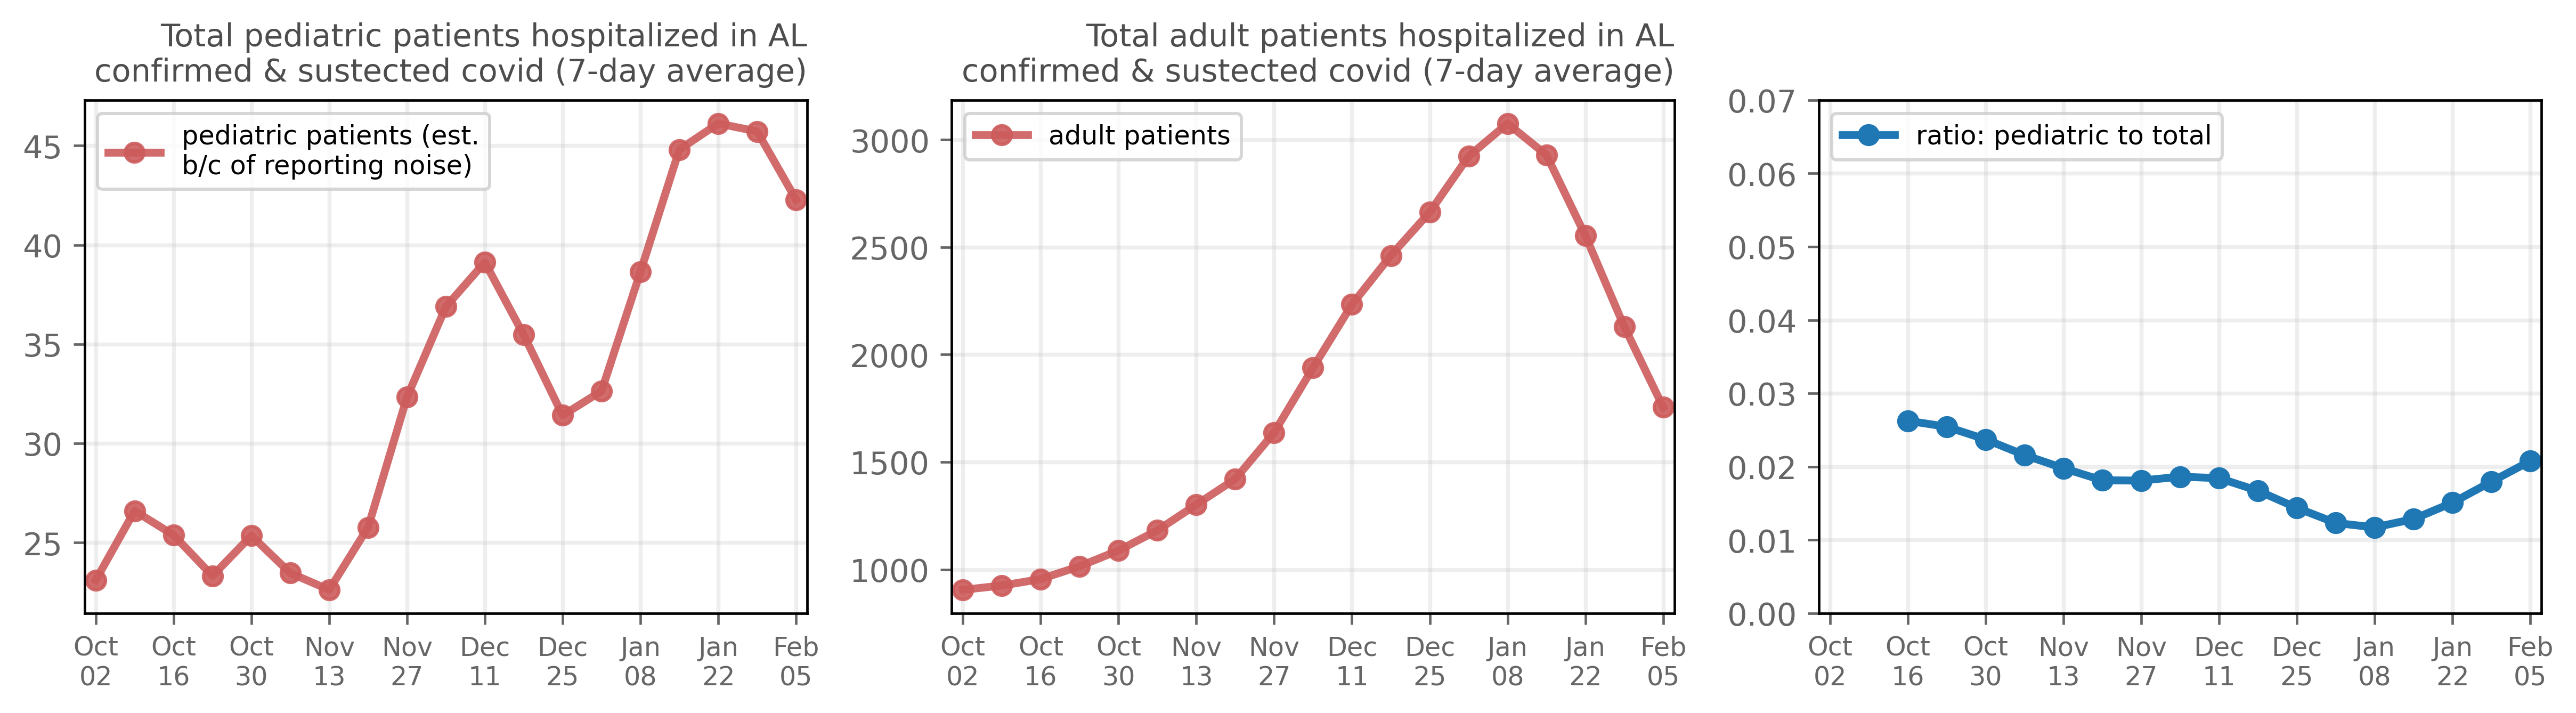 Total pediatric patients hospitalized in AL
confirmed & sustected covid (7-day average)
pediatric patients (est.
b/c of reporting noise)
45
40
35
30
25
Oct Oct Oct Nov Nov Dec Dec Jan Jan Feb
02 16 30 13 27 11 25 08 22 05
Total adult patients hospitalized in AL
confirmed & sustected covid (7-day average)
adult patients
3000
2500
2000
1500
1000
Oct Oct Oct Nov Nov Dec Dec Jan Jan Feb
02 16 30 13 27 11 25 08 22 05
ratio: pediatric to total
0.07
0.06
0.05
0.04
0.03
0.02
0.01
0.00
Oct Oct Oct Nov Nov Dec Dec Jan Jan Feb
02 16 30 13 27 11 25 08 22 05